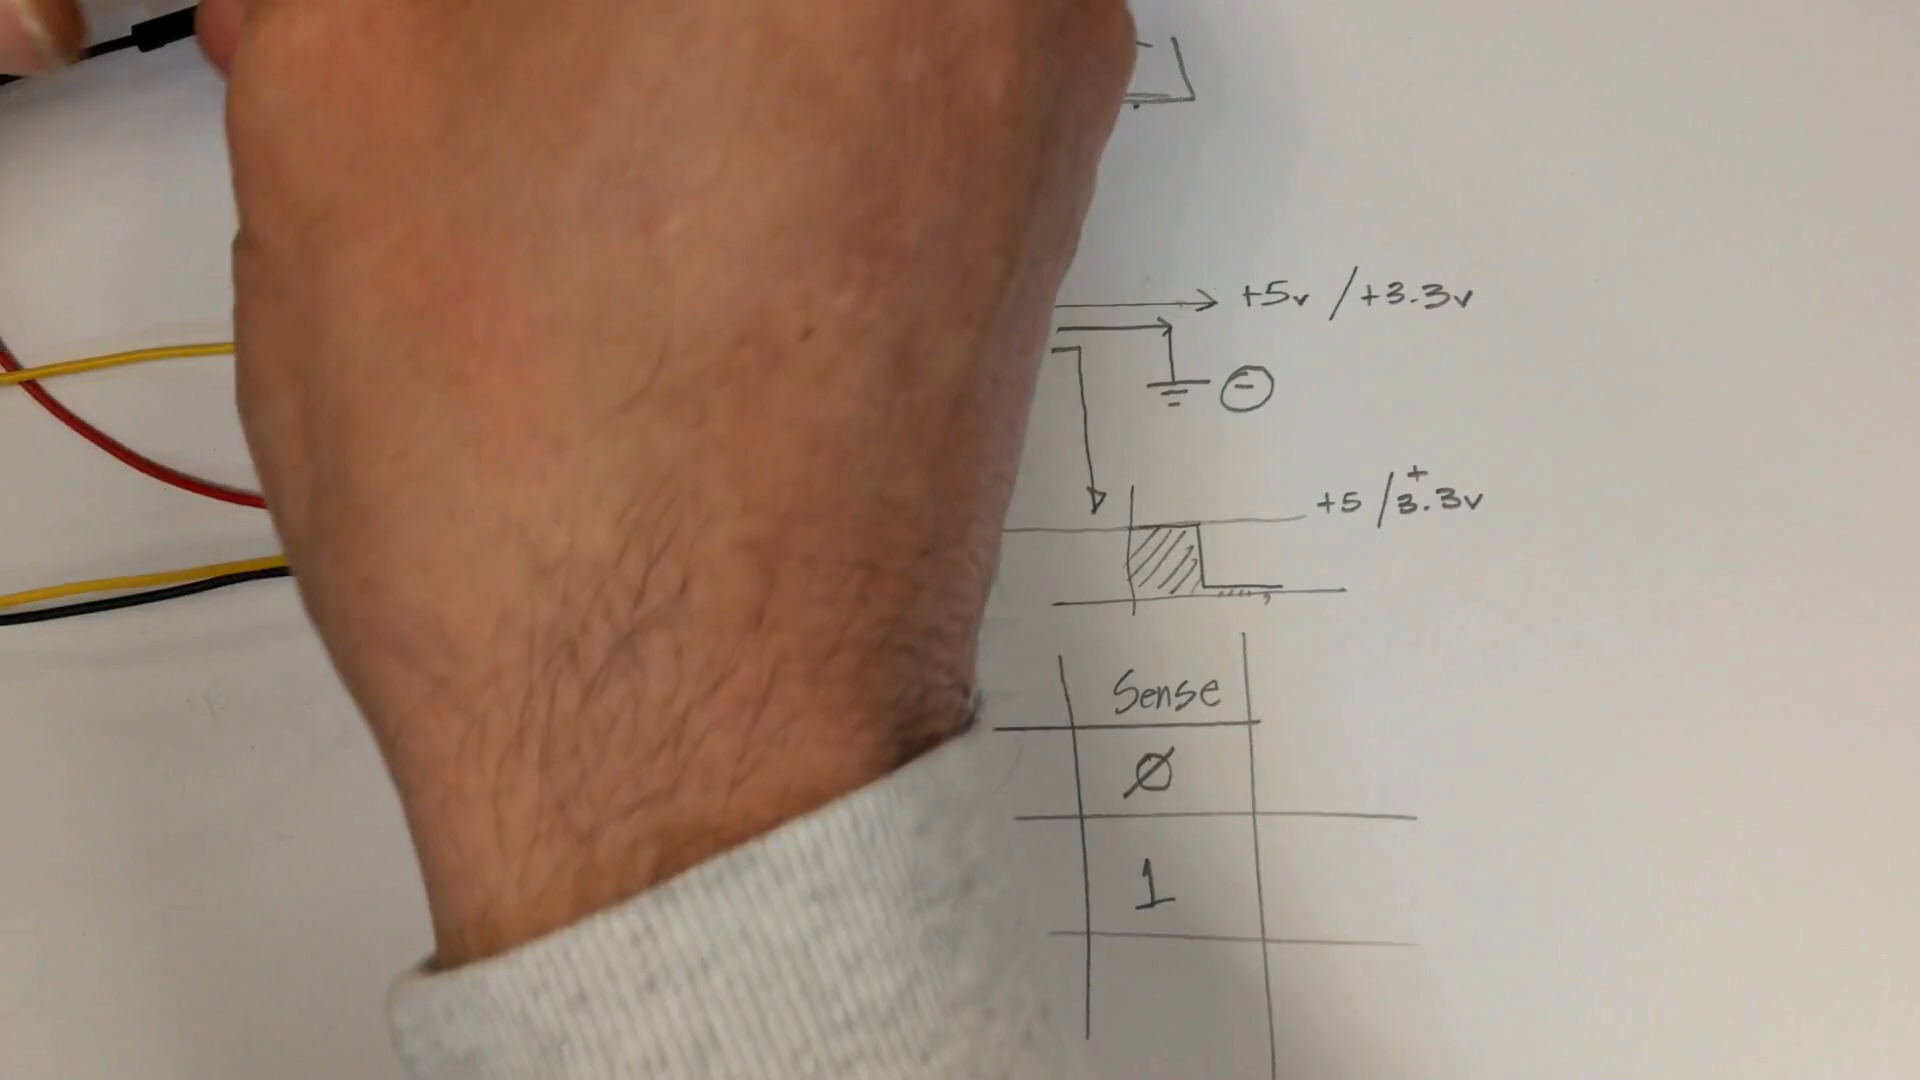 +5v / +3.3v
-
+5 / +3.3v
Sense
Ø
1